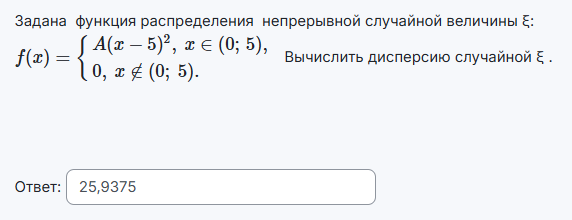 Задана функция распределения непрерывной случайной величины ξ:
f(x) = { A(x − 5)², x ∈ (0; 5),
0, x ∉ (0; 5). Вычислить дисперсию случайной ξ .
Ответ: 25,9375